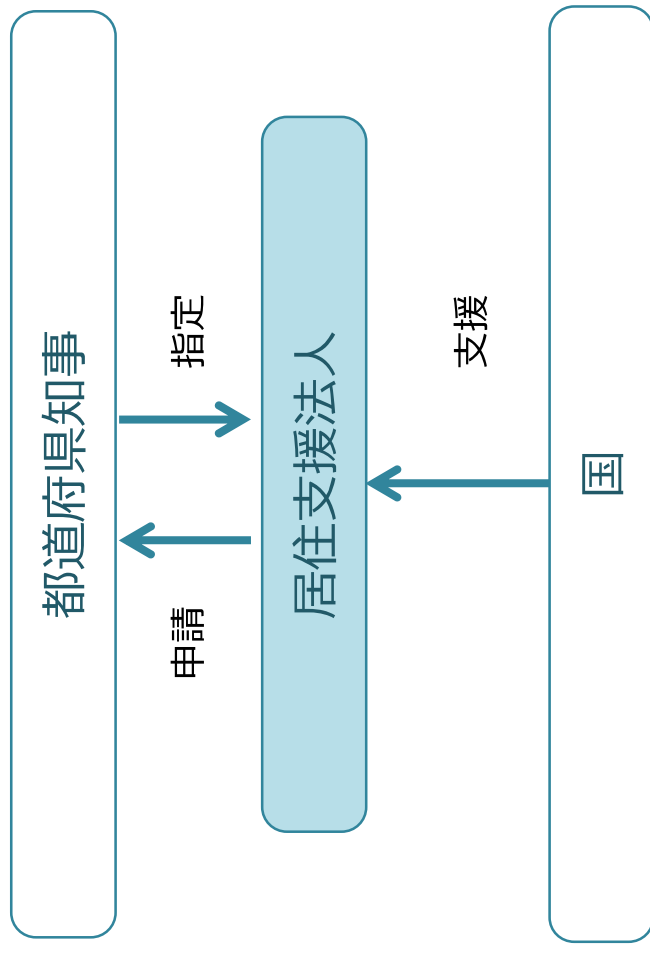 都道府県知事
申請
指定
居住支援法人
支援
国